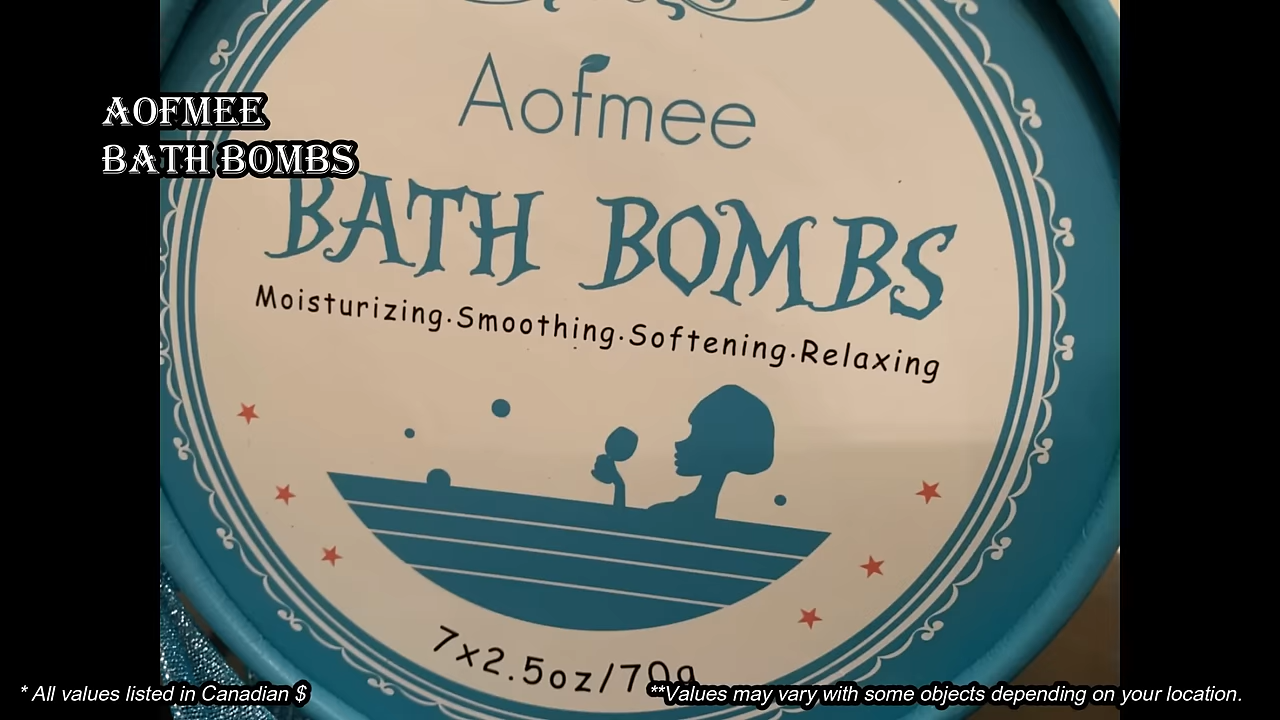 Aofmee
AOFMEE
BATH BOMBS
BATH BOMBS
Moisturizing·Smoothing·Softening·Relaxing
7x2.5oz/70g
* All values listed in Canadian $
**Values may vary with some objects depending on your location.